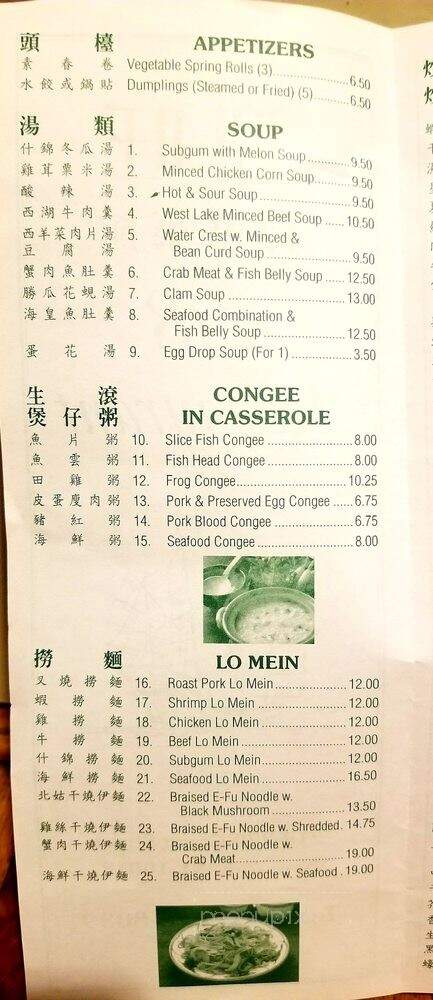 頭檯 APPETIZERS
素春卷 Vegetable Spring Rolls (3) 6.50
水餃或鍋貼 Dumplings (Steamed or Fried) (5) 6.50
湯類 SOUP
什錦冬瓜湯 1. Subgum with Melon Soup 9.50
雞茸粟米湯 2. Minced Chicken Corn Soup 9.50
酸辣湯 3. Hot & Sour Soup 9.50
西湖牛肉羹 4. West Lake Minced Beef Soup 10.50
西羊菜肉片湯 5. Water Crest w. Minced &
豆腐湯 Bean Curd Soup 9.50
蟹肉魚肚羹 6. Crab Meat & Fish Belly Soup 12.50
勝瓜花蜆湯 7. Clam Soup 13.00
海皇魚肚羹 8. Seafood Combination &
Fish Belly Soup 12.50
蛋花湯 9. Egg Drop Soup (For 1) 3.50
生滾 CONGEE
煲仔粥 IN CASSEROLE
魚片粥 10. Slice Fish Congee 8.00
魚雲粥 11. Fish Head Congee 8.00
田雞粥 12. Frog Congee 10.25
皮蛋瘦肉粥 13. Pork & Preserved Egg Congee 6.75
豬紅粥 14. Pork Blood Congee 6.75
海鮮粥 15. Seafood Congee 8.00
撈麵 LO MEIN
叉燒撈麵 16. Roast Pork Lo Mein 12.00
蝦撈麵 17. Shrimp Lo Mein 12.00
雞撈麵 18. Chicken Lo Mein 12.00
牛撈麵 19. Beef Lo Mein 12.00
什錦撈麵 20. Subgum Lo Mein 12.00
海鮮撈麵 21. Seafood Lo Mein 16.50
北姑干燒伊麵 22. Braised E-Fu Noodle w.
Black Mushroom 13.50
雞絲干燒伊麵 23. Braised E-Fu Noodle w. Shredded 14.75
蟹肉干燒伊麵 24. Braised E-Fu Noodle w.
Crab Meat 19.00
海鮮干燒伊麵 25. Braised E-Fu Noodle w. Seafood 19.00